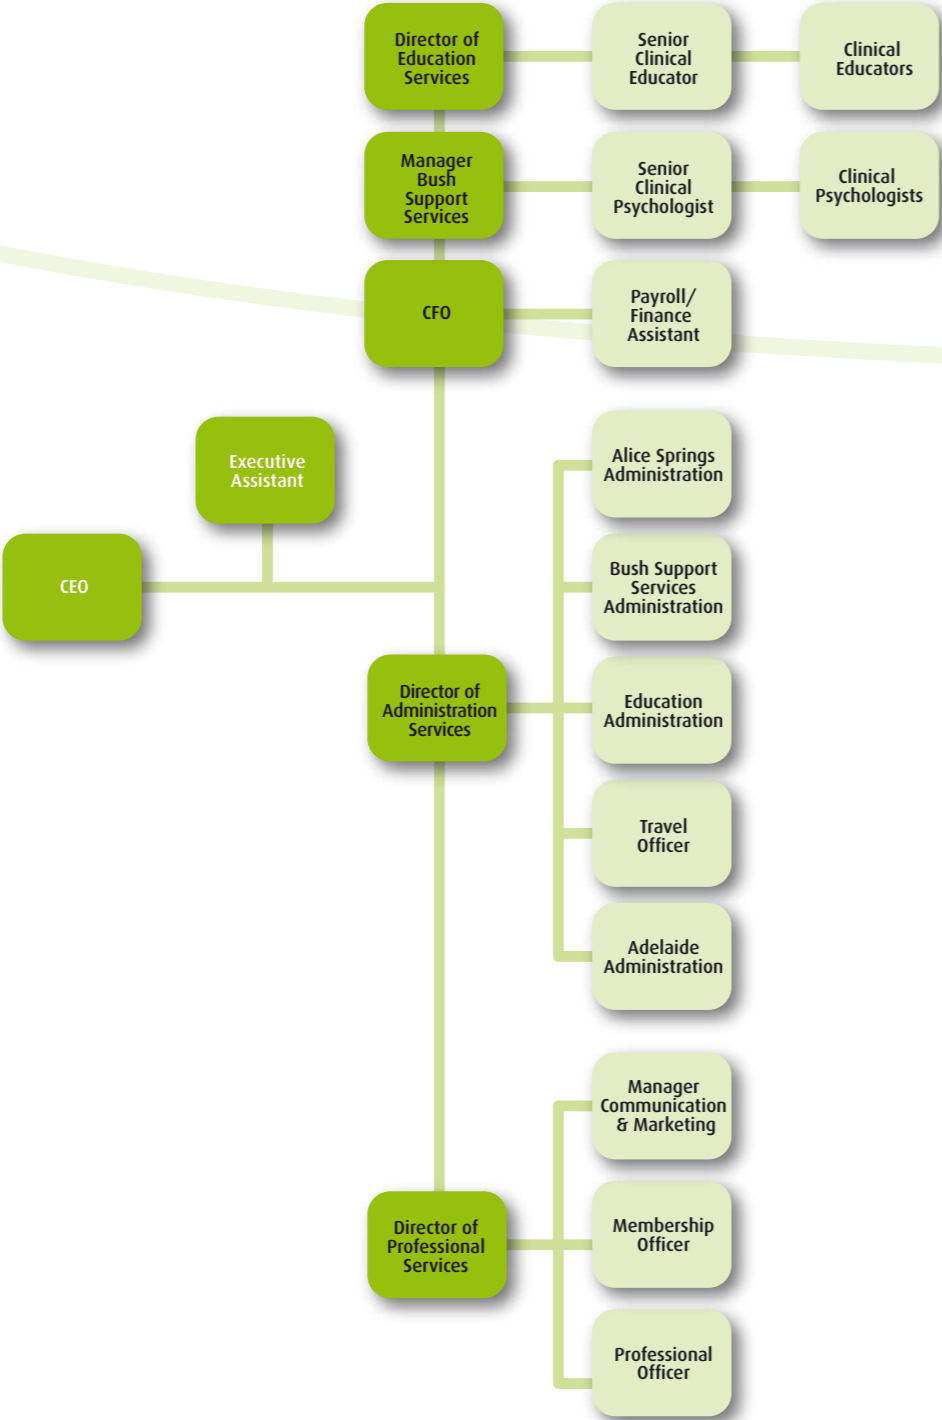 Director of
Education
Services
Senior
Clinical
Educator
Clinical
Educators
Manager
Bush
Support
Services
Senior
Clinical
Psychologist
Clinical
Psychologists
CFO
Payroll/
Finance
Assistant
Executive
Assistant
CEO
Alice Springs
Administration
Bush Support
Services
Administration
Director of
Administration
Services
Education
Administration
Travel
Officer
Adelaide
Administration
Manager
Communication
& Marketing
Director of
Professional
Services
Membership
Officer
Professional
Officer